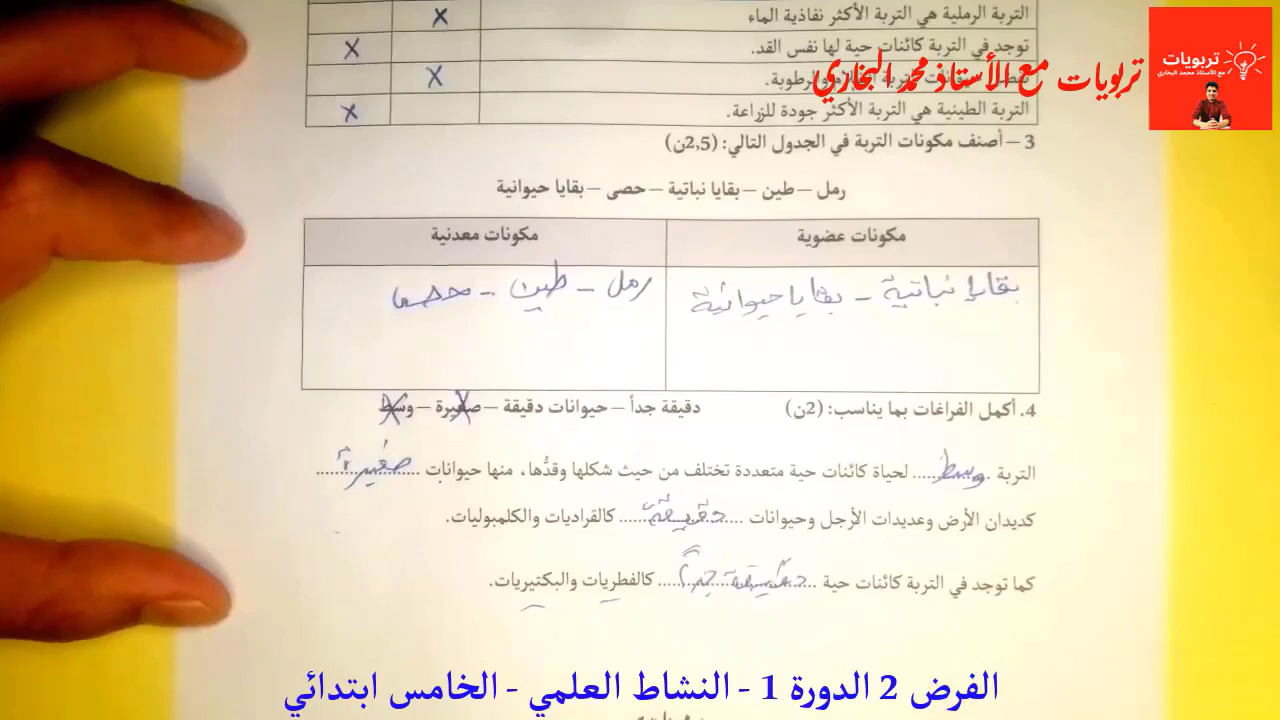 التربة الرملية هي التربة الأكثر نفاذية الماء X
توجد في التربة كائنات حية لها نفس القد. X
تربويات مع الأستاذ محمد البخاري
تربويات
مع الأستاذ محمد البخاري
لرطوبة. X
التربة الطينية هي التربة الأكثر جودة للزراعة. X
3 – أصنف مكونات التربة في الجدول التالي: (2,5ن)
رمل – طين – بقايا نباتية – حصى – بقايا حيوانية
مكونات عضوية مكونات معدنية
بقايا نباتية – بقايا حيوانية رمل – طين – حصى
4. أكمل الفراغات بما يناسب: (2ن) دقيقة جداً – حيوانات دقيقة – صغيرة – وسط
التربة ..وسط.. لحياة كائنات حية متعددة تختلف من حيث شكلها وقدُّها، منها حيوانات ..صغيرة..
كديدان الأرض وعديدات الأرجل وحيوانات ..دقيقة.. كالقراديات والكلمبوليات.
كما توجد في التربة كائنات حية ..دقيقة جداً.. كالفطريات والبكتيريات.
الفرض 2 الدورة 1 - النشاط العلمي - الخامس ابتدائي